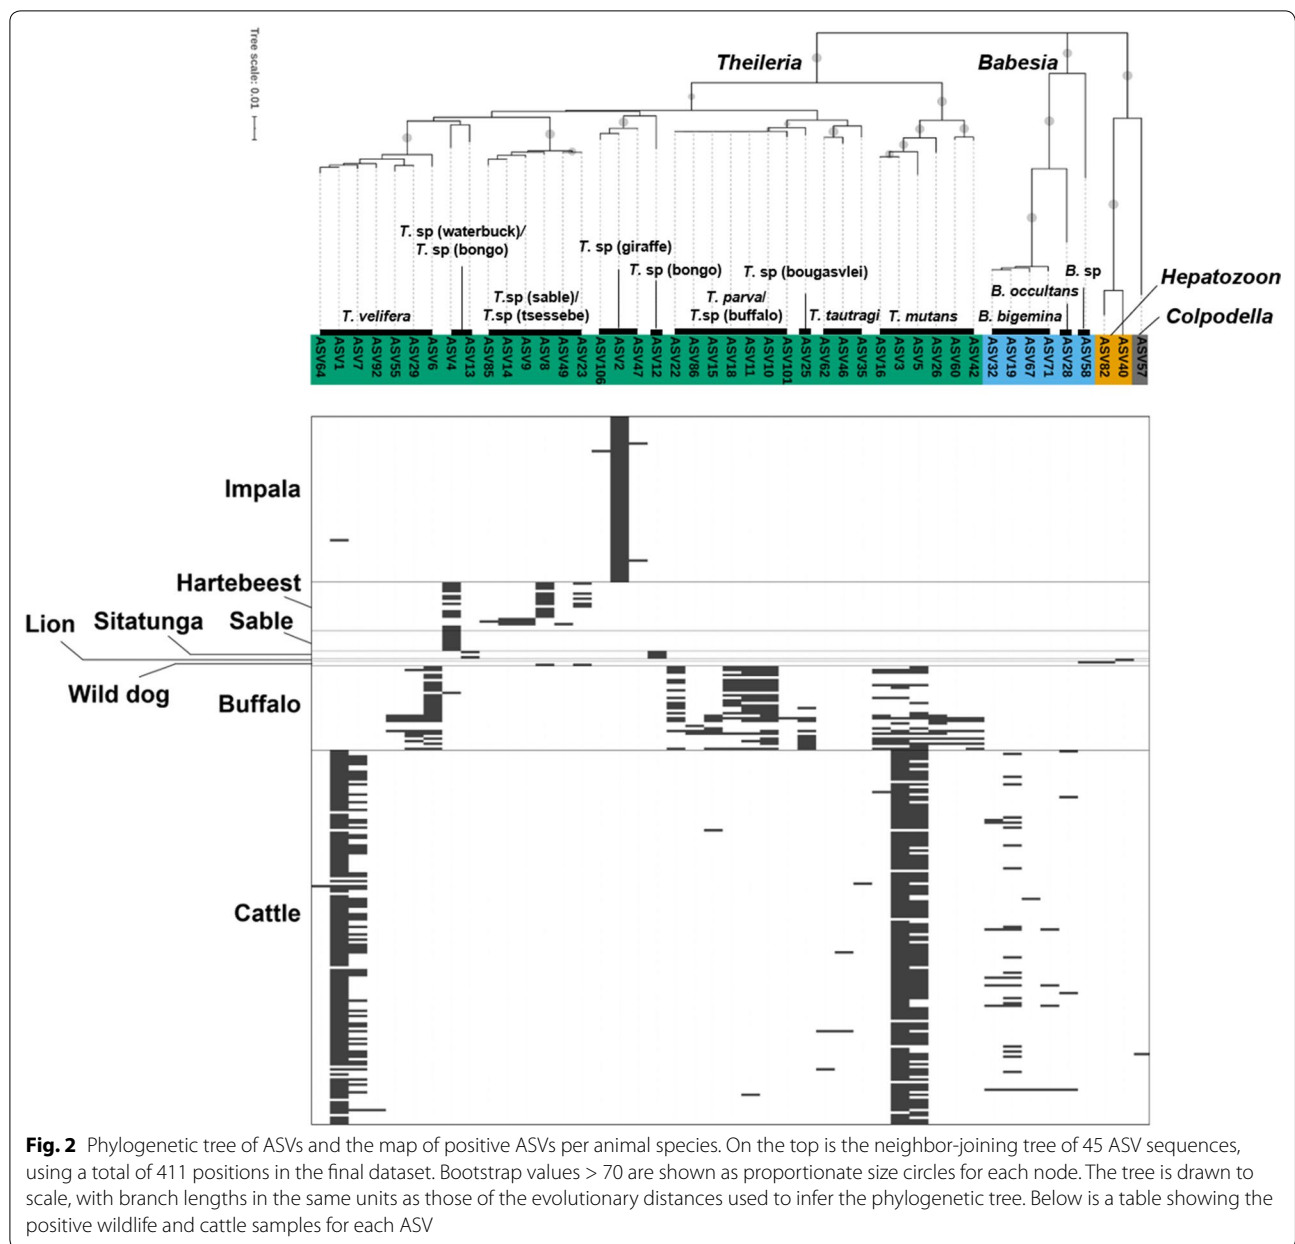 Tree scale: 0.01
Theileria
Babesia
T. sp (waterbuck)/
T. sp (bongo)
T. sp (giraffe)
T. sp (bongo)
T. sp (bougasvlei)
B. sp
Hepatozoon
T.sp (sable)/
T.sp (tsessebe)
T. parva/
T.sp (buffalo)
B. occultans
T. velifera
T. tautragi
T. mutans
B. bigemina
Colpodella
ASV64
ASV1
ASV7
ASV92
ASV55
ASV29
ASV6
ASV4
ASV13
ASV85
ASV14
ASV9
ASV8
ASV49
ASV23
ASV106
ASV2
ASV47
ASV12
ASV22
ASV86
ASV15
ASV18
ASV11
ASV10
ASV101
ASV25
ASV62
ASV46
ASV35
ASV16
ASV3
ASV5
ASV26
ASV60
ASV42
ASV32
ASV19
ASV67
ASV71
ASV28
ASV58
ASV82
ASV40
ASV57
Impala
Hartebeest
Lion
Sitatunga
Sable
Wild dog
Buffalo
Cattle
Fig. 2 Phylogenetic tree of ASVs and the map of positive ASVs per animal species. On the top is the neighbor-joining tree of 45 ASV sequences,
using a total of 411 positions in the final dataset. Bootstrap values > 70 are shown as proportionate size circles for each node. The tree is drawn to
scale, with branch lengths in the same units as those of the evolutionary distances used to infer the phylogenetic tree. Below is a table showing the
positive wildlife and cattle samples for each ASV